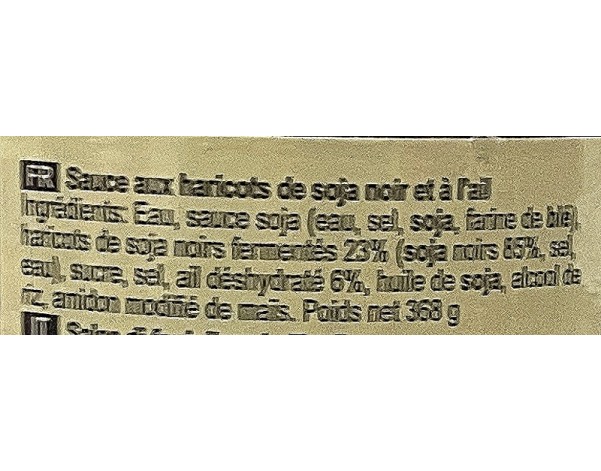 FR Sauce aux haricots de soja noir et à l'ail
Ingrédients: Eau, sauce soja (eau, sel, soja, farine de blé),
haricots de soja noirs fermentés 23% (soja noirs 65%, sel,
eau), sucre, sel, ail déshydraté 6%, huile de soja, alcool de
riz, amidon modifié de maïs. Poids net 368 g